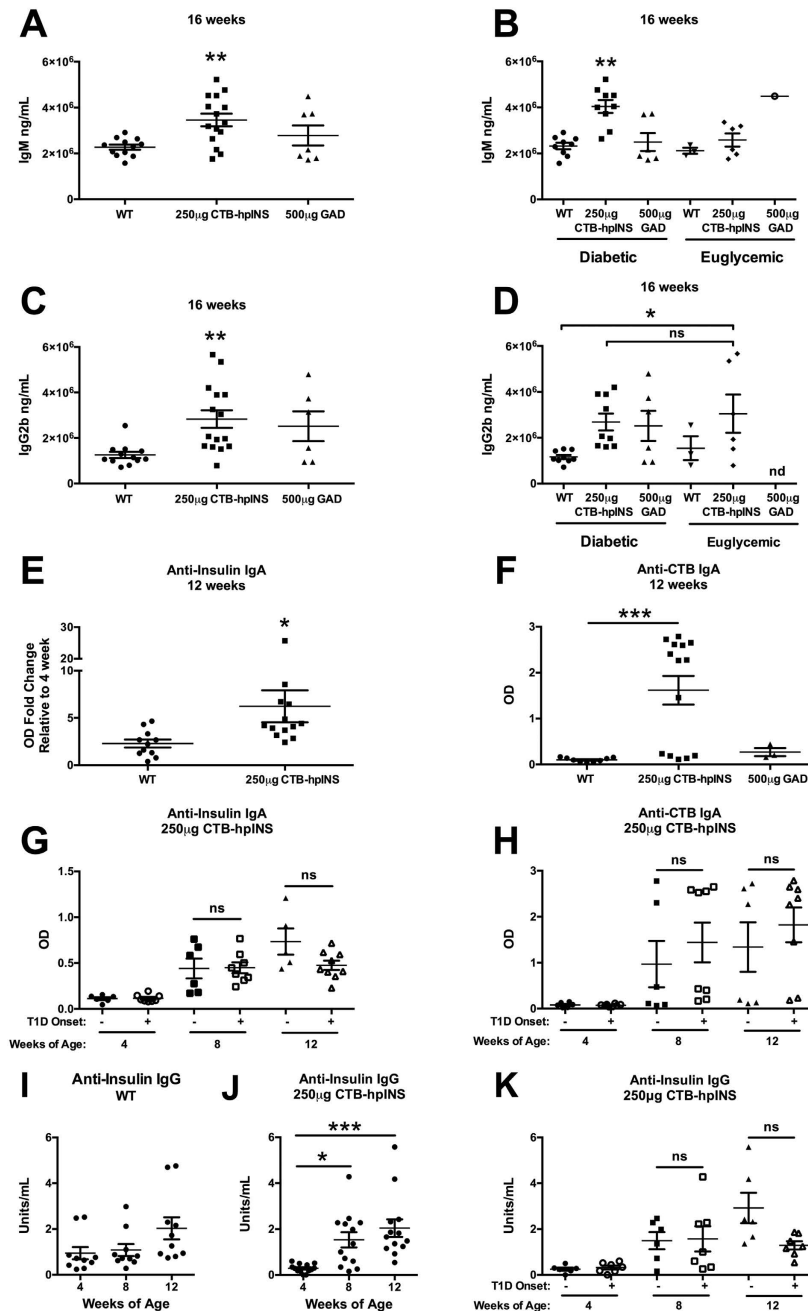 A
16 weeks
**
IgM ng/mL
6×10⁶
4×10⁶
2×10⁶
0
WT
250µg CTB-hpINS
500µg GAD
B
16 weeks
**
IgM ng/mL
6×10⁶
4×10⁶
2×10⁶
0
WT
250µg
CTB-hpINS
500µg
GAD
WT
250µg
CTB-hpINS
500µg
GAD
Diabetic
Euglycemic
C
16 weeks
**
IgG2b ng/mL
6×10⁶
4×10⁶
2×10⁶
0
WT
250µg CTB-hpINS
500µg GAD
D
16 weeks
*
ns
IgG2b ng/mL
6×10⁶
4×10⁶
2×10⁶
0
nd
WT
250µg
CTB-hpINS
500µg
GAD
WT
250µg
CTB-hpINS
500µg
GAD
Diabetic
Euglycemic
E
Anti-Insulin IgA
12 weeks
*
OD Fold Change
Relative to 4 week
30
20
10
5
0
WT
250µg CTB-hpINS
F
Anti-CTB IgA
12 weeks
***
OD
3
2
1
0
WT
250µg CTB-hpINS
500µg GAD
G
Anti-Insulin IgA
250µg CTB-hpINS
ns
ns
OD
1.5
1.0
0.5
0.0
T1D Onset: - + - + - +
Weeks of Age: 4 8 12
H
Anti-CTB IgA
250µg CTB-hpINS
ns
ns
OD
3
2
1
0
T1D Onset: - + - + - +
Weeks of Age: 4 8 12
I
Anti-Insulin IgG
WT
Units/mL
6
4
2
0
4 8 12
Weeks of Age
J
Anti-Insulin IgG
250µg CTB-hpINS
***
*
Units/mL
6
4
2
0
4 8 12
Weeks of Age
K
Anti-Insulin IgG
250µg CTB-hpINS
ns
ns
Units/mL
6
4
2
0
T1D Onset: - + - + - +
Weeks of Age: 4 8 12